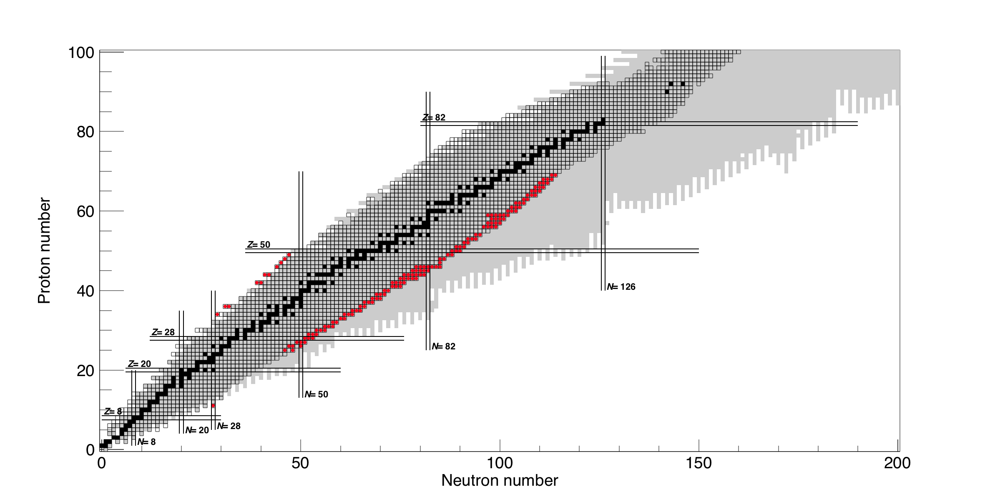 100
80
60
40
20
0
Proton number
Z= 82
Z= 50
Z= 28
Z= 20
Z= 8
N= 126
N= 82
N= 50
N= 28
N= 20
N= 8
0 50 100 150 200
Neutron number